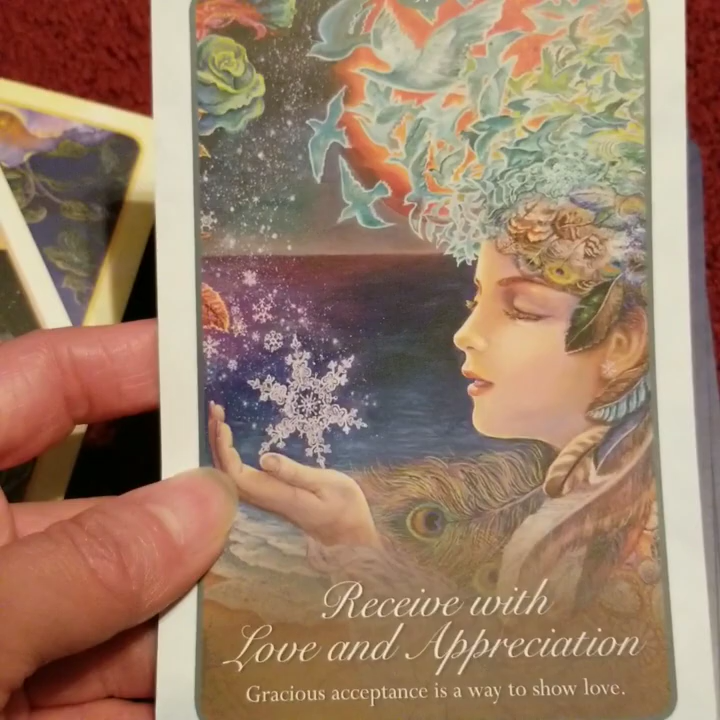 Receive with
Love and Appreciation
Gracious acceptance is a way to show love.